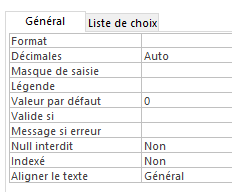 Général Liste de choix
Format
Décimales Auto
Masque de saisie
Légende
Valeur par défaut 0
Valide si
Message si erreur
Null interdit Non
Indexé Non
Aligner le texte Général